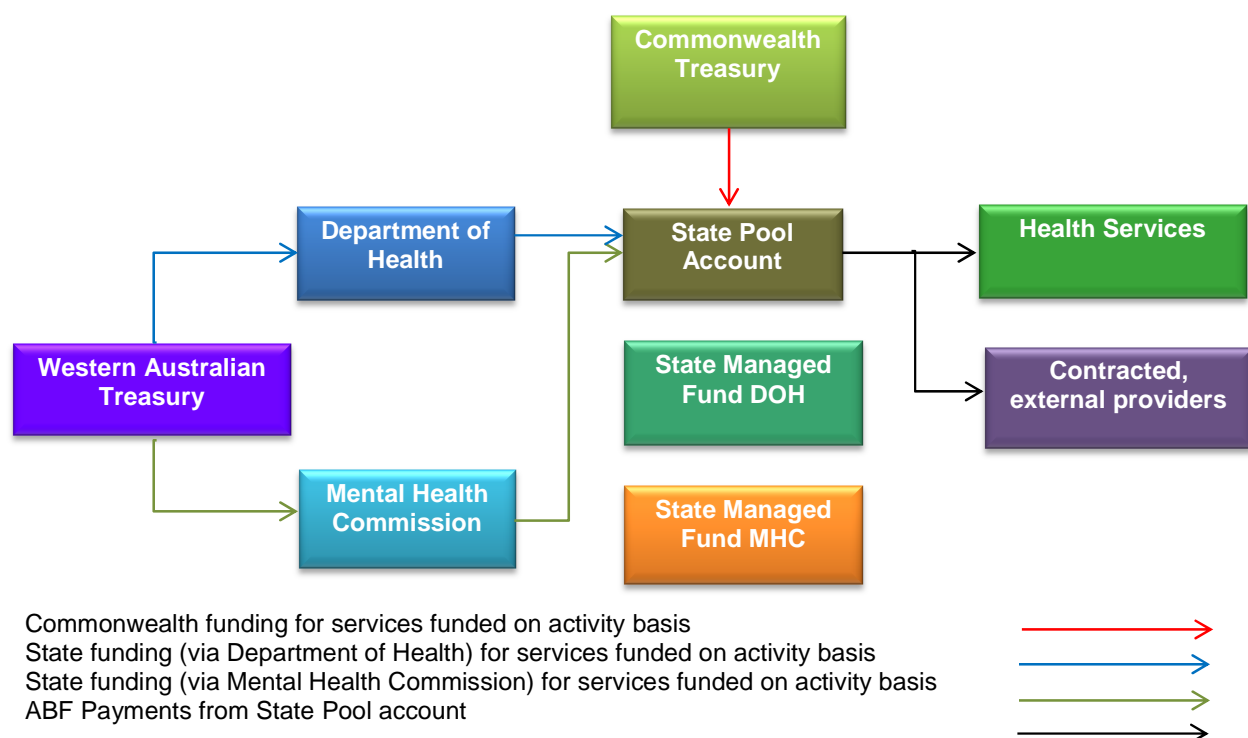 Commonwealth
Treasury
Department of
Health
State Pool
Account
Health Services
Western Australian
Treasury
State Managed
Fund DOH
Contracted,
external providers
Mental Health
Commission
State Managed
Fund MHC
Commonwealth funding for services funded on activity basis
State funding (via Department of Health) for services funded on activity basis
State funding (via Mental Health Commission) for services funded on activity basis
ABF Payments from State Pool account